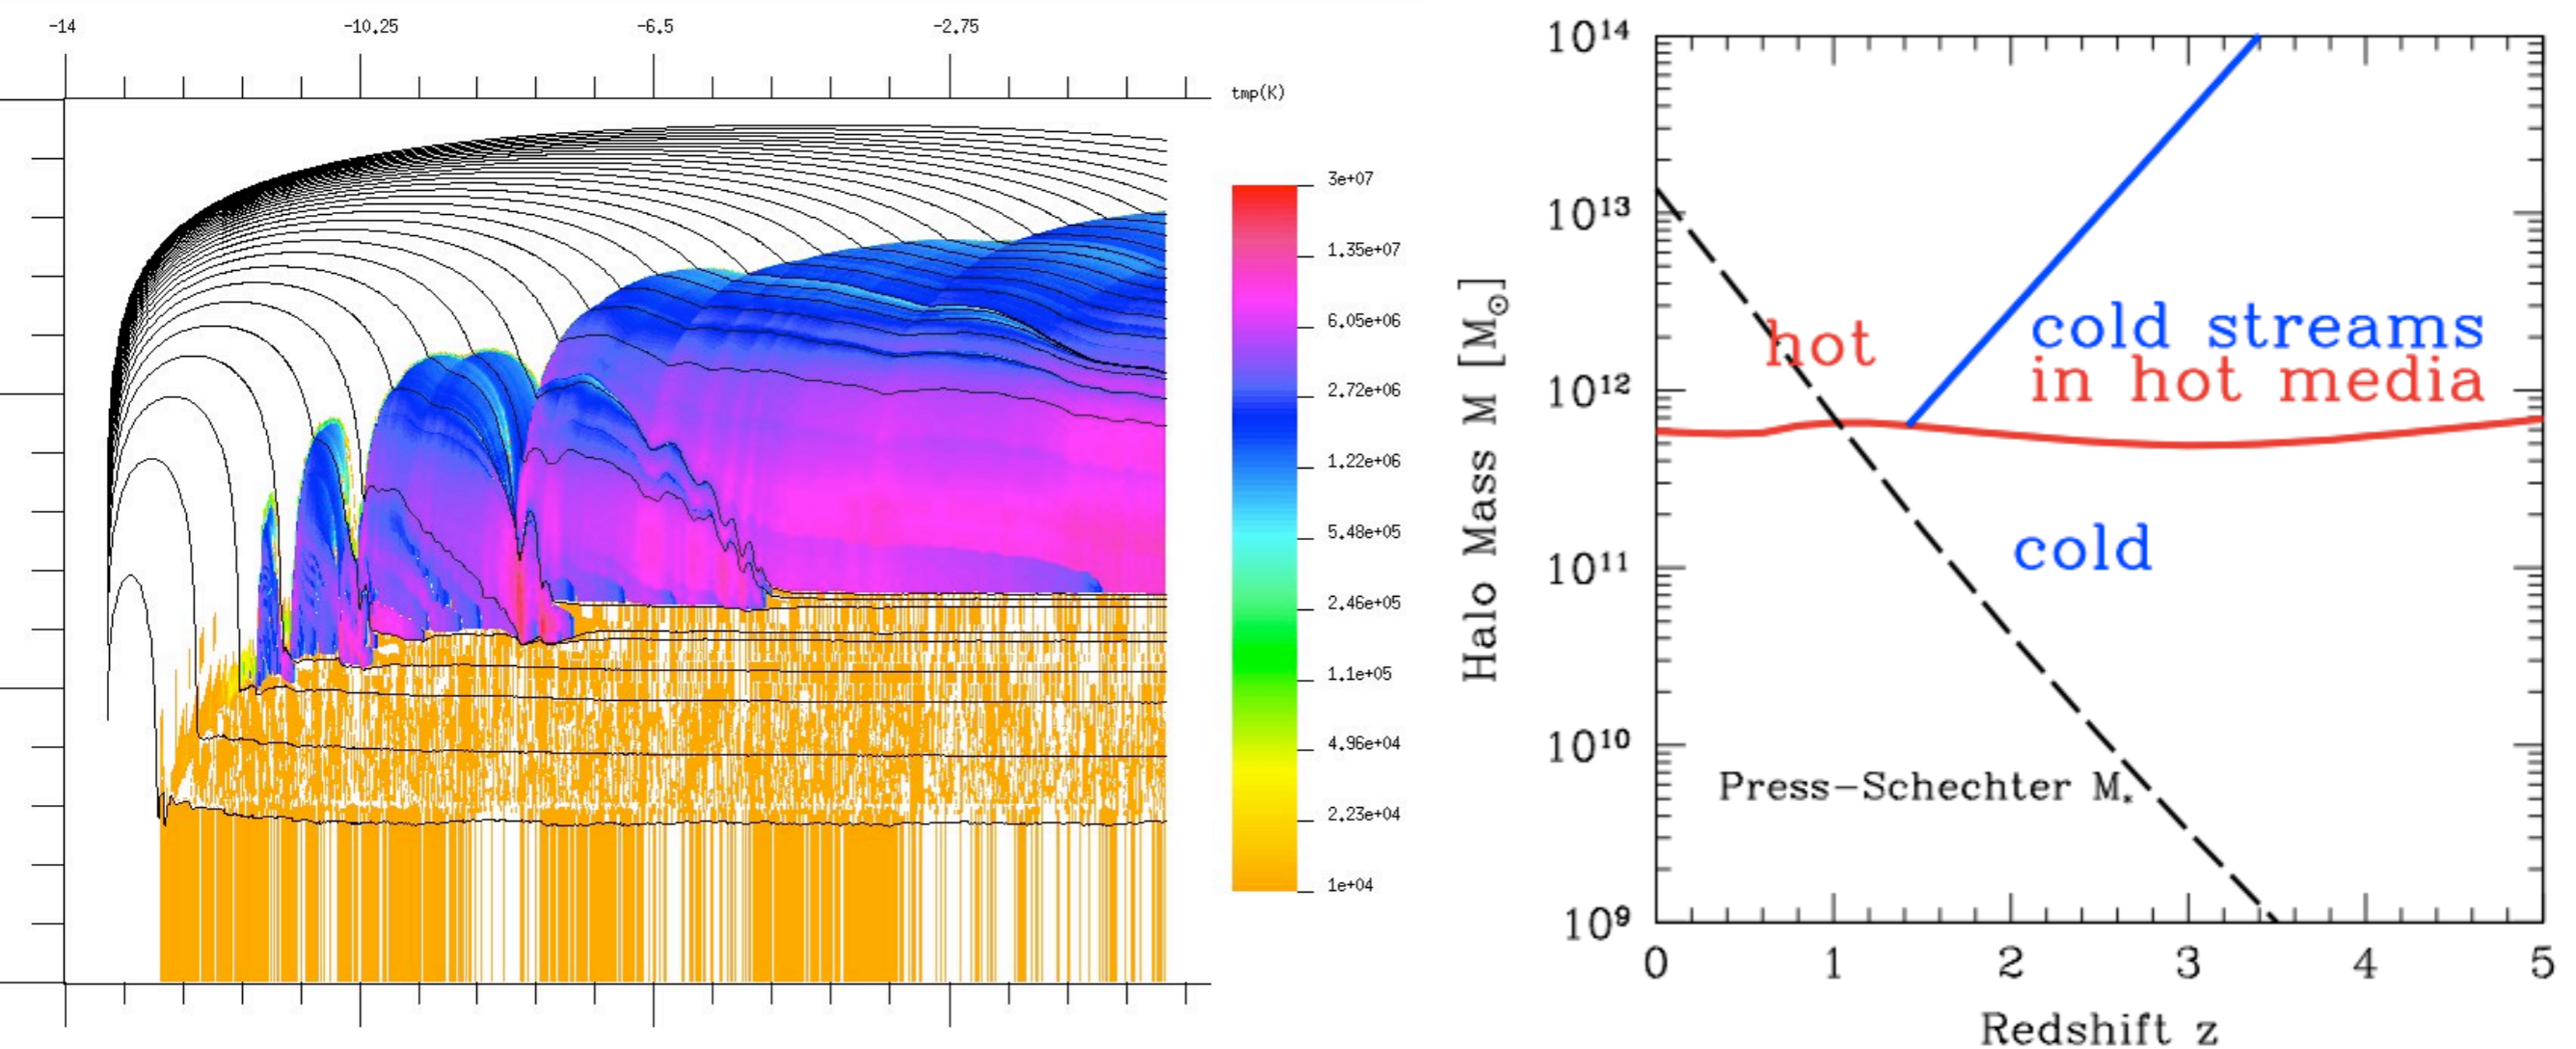 -14 -10.25 -6.5 -2.75
tmp(K)
3e+07
1.35e+07
6.05e+06
2.72e+06
1.22e+06
5.48e+05
2.46e+05
1.1e+05
4.96e+04
2.23e+04
1e+04
Halo Mass M [M⊙]
10¹⁴
10¹³
10¹²
10¹¹
10¹⁰
10⁹
hot
cold streams
in hot media
cold
Press-Schechter M*
0 1 2 3 4 5
Redshift z